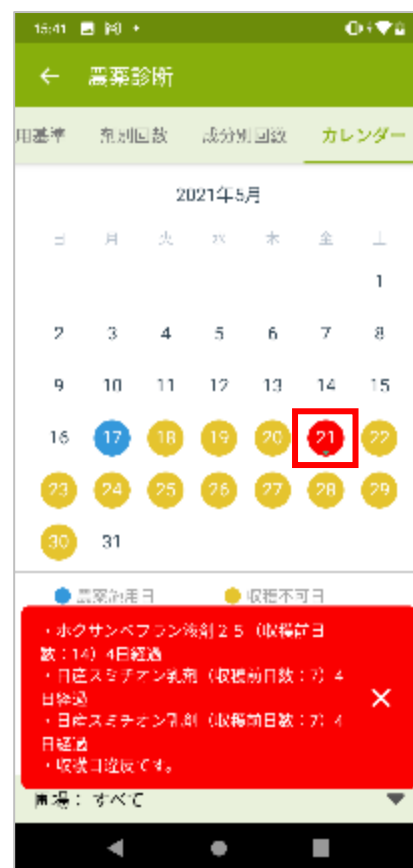 15:41
← 農薬診断
用基準 剤別回数 成分別回数 カレンダー
2021年5月
日 月 火 水 木 金 土
1
2 3 4 5 6 7 8
9 10 11 12 13 14 15
16 17 18 19 20 21 22
23 24 25 26 27 28 29
30 31
農薬施用日 収穫不可日
・ホクサンベフラン液剤２５（収穫前日
数：14）4日経過
・日産スミチオン乳剤（収穫前日数：7）4
日経過
・日産スミチオン乳剤（収穫前日数：7）4
日経過
・収穫日違反です。
圃場：すべて